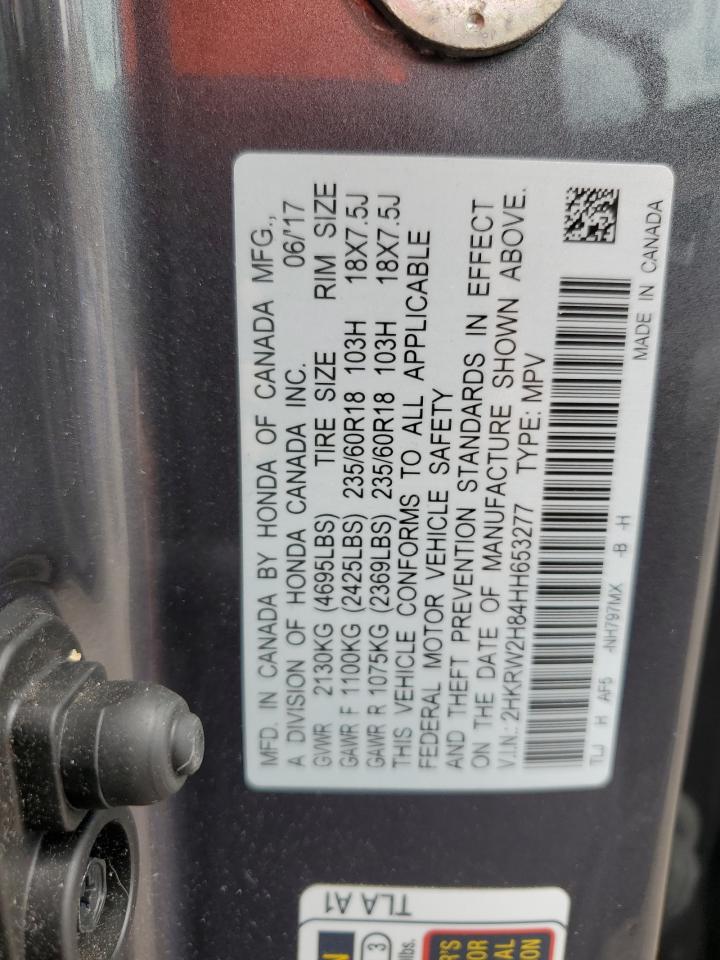 MFD. IN CANADA BY HONDA OF CANADA MFG.,
A DIVISION OF HONDA CANADA INC. 06/'17
GVWR 2130KG (4695LBS) TIRE SIZE RIM SIZE
GAWR F 1100KG (2425LBS) 235/60R18 103H 18X7.5J
GAWR R 1075KG (2369LBS) 235/60R18 103H 18X7.5J
THIS VEHICLE CONFORMS TO ALL APPLICABLE
FEDERAL MOTOR VEHICLE SAFETY
AND THEFT PREVENTION STANDARDS IN EFFECT
ON THE DATE OF MANUFACTURE SHOWN ABOVE.
V.I.N.: 2HKRW2H84HH653277 TYPE: MPV
TLJ H AF5 -NH797MX -B -H
MADE IN CANADA
TLA A1
3
lbs.